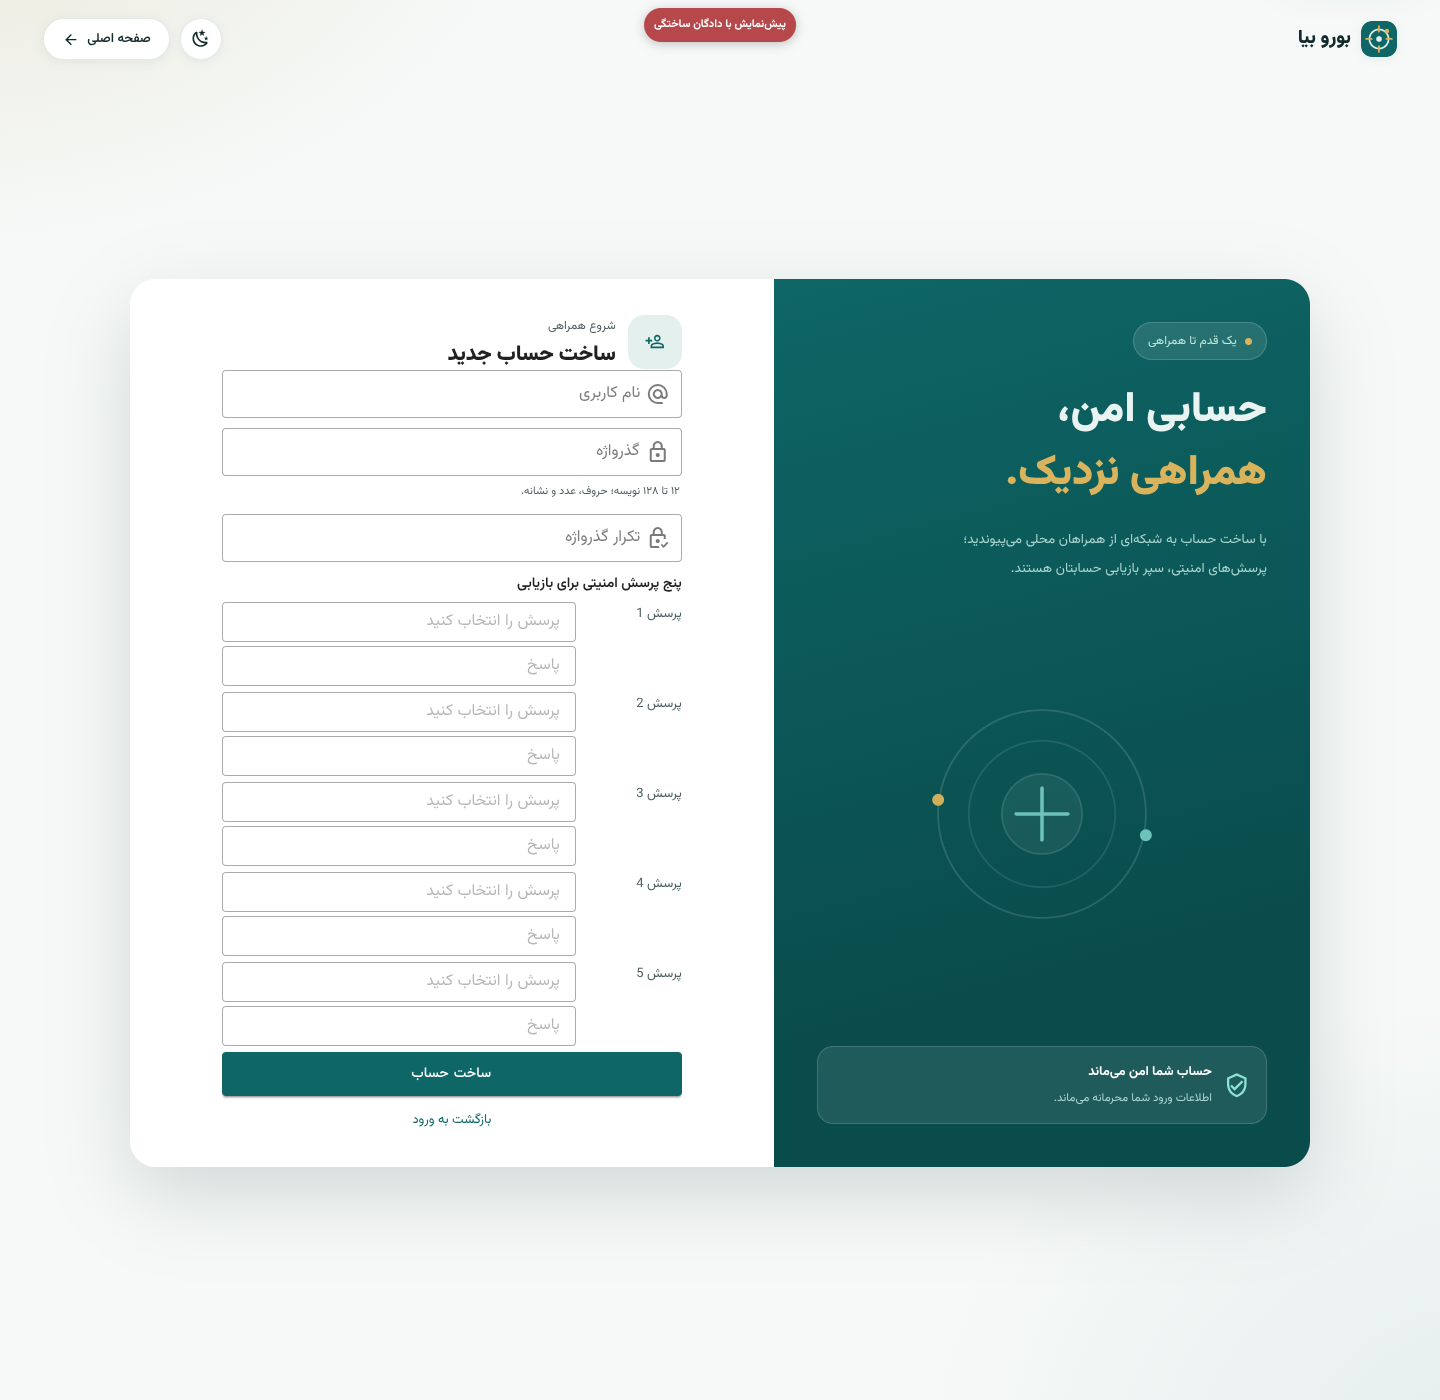 بورو بیا
پیش‌نمایش با دادگان ساختگی
صفحه اصلی
یک قدم تا همراهی
حسابی امن،
همراهی نزدیک.
با ساخت حساب به شبکه‌ای از همراهان محلی می‌پیوندید؛
پرسش‌های امنیتی، سپر بازیابی حسابتان هستند.
حساب شما امن می‌ماند
اطلاعات ورود شما محرمانه می‌ماند.
شروع همراهی
ساخت حساب جدید
نام کاربری
گذرواژه
۱۲ تا ۱۲۸ نویسه؛ حروف، عدد و نشانه.
تکرار گذرواژه
پنج پرسش امنیتی برای بازیابی
پرسش 1
پرسش را انتخاب کنید
پاسخ
پرسش 2
پرسش را انتخاب کنید
پاسخ
پرسش 3
پرسش را انتخاب کنید
پاسخ
پرسش 4
پرسش را انتخاب کنید
پاسخ
پرسش 5
پرسش را انتخاب کنید
پاسخ
ساخت حساب
بازگشت به ورود